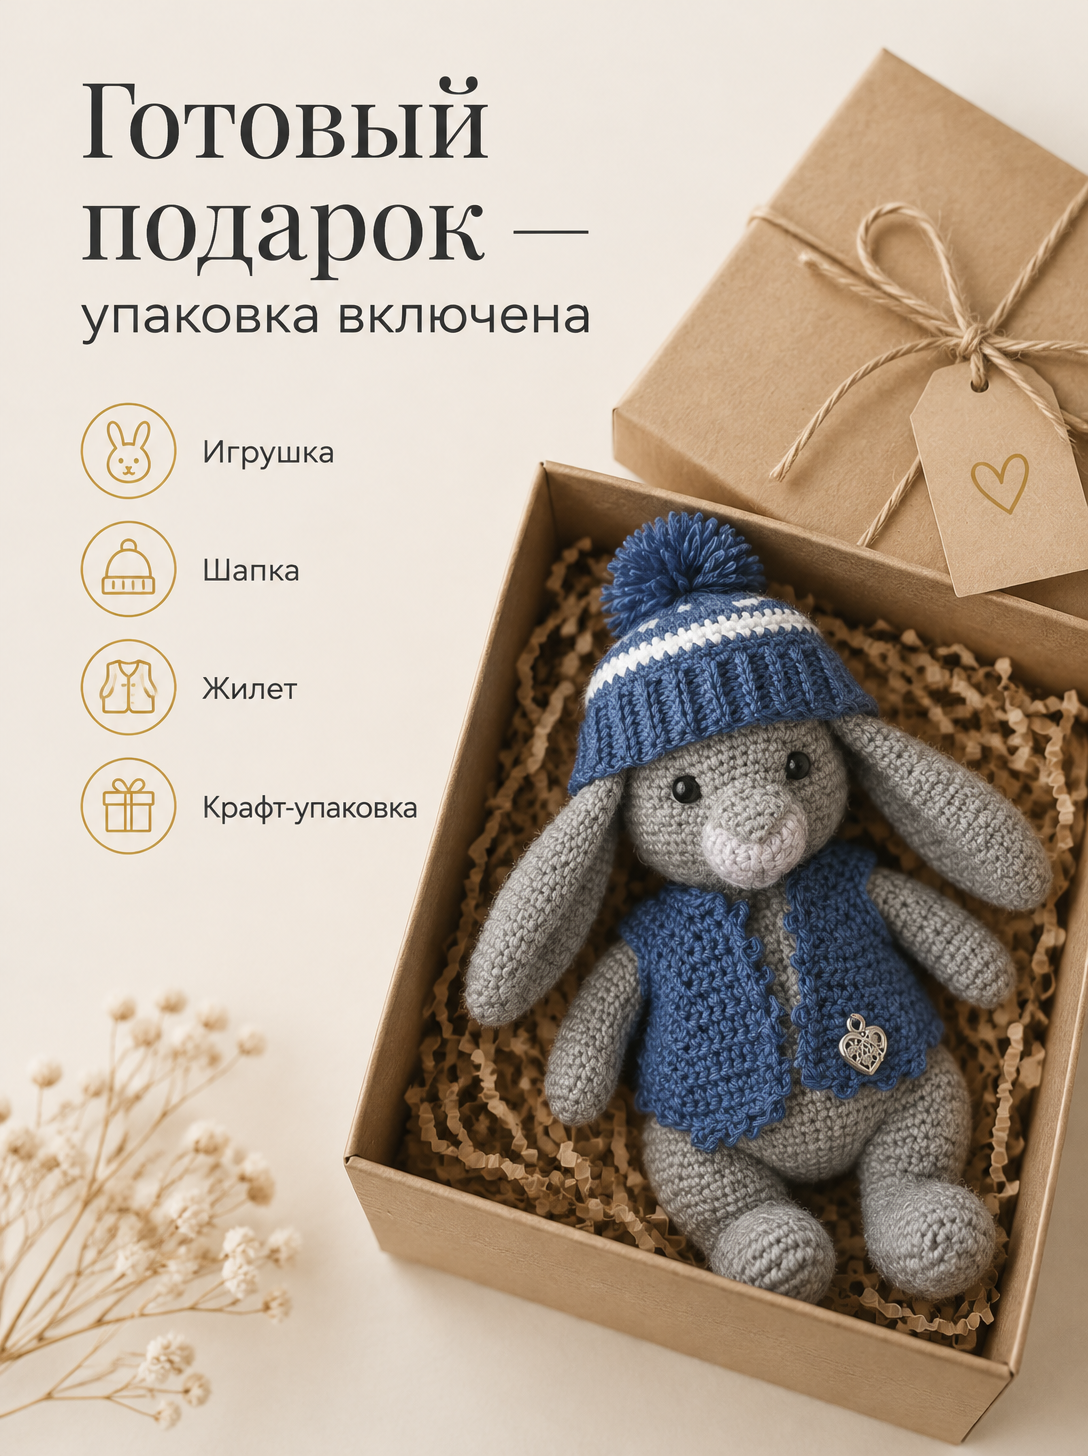 Готовый
подарок —
упаковка включена
Игрушка
Шапка
Жилет
Крафт-упаковка